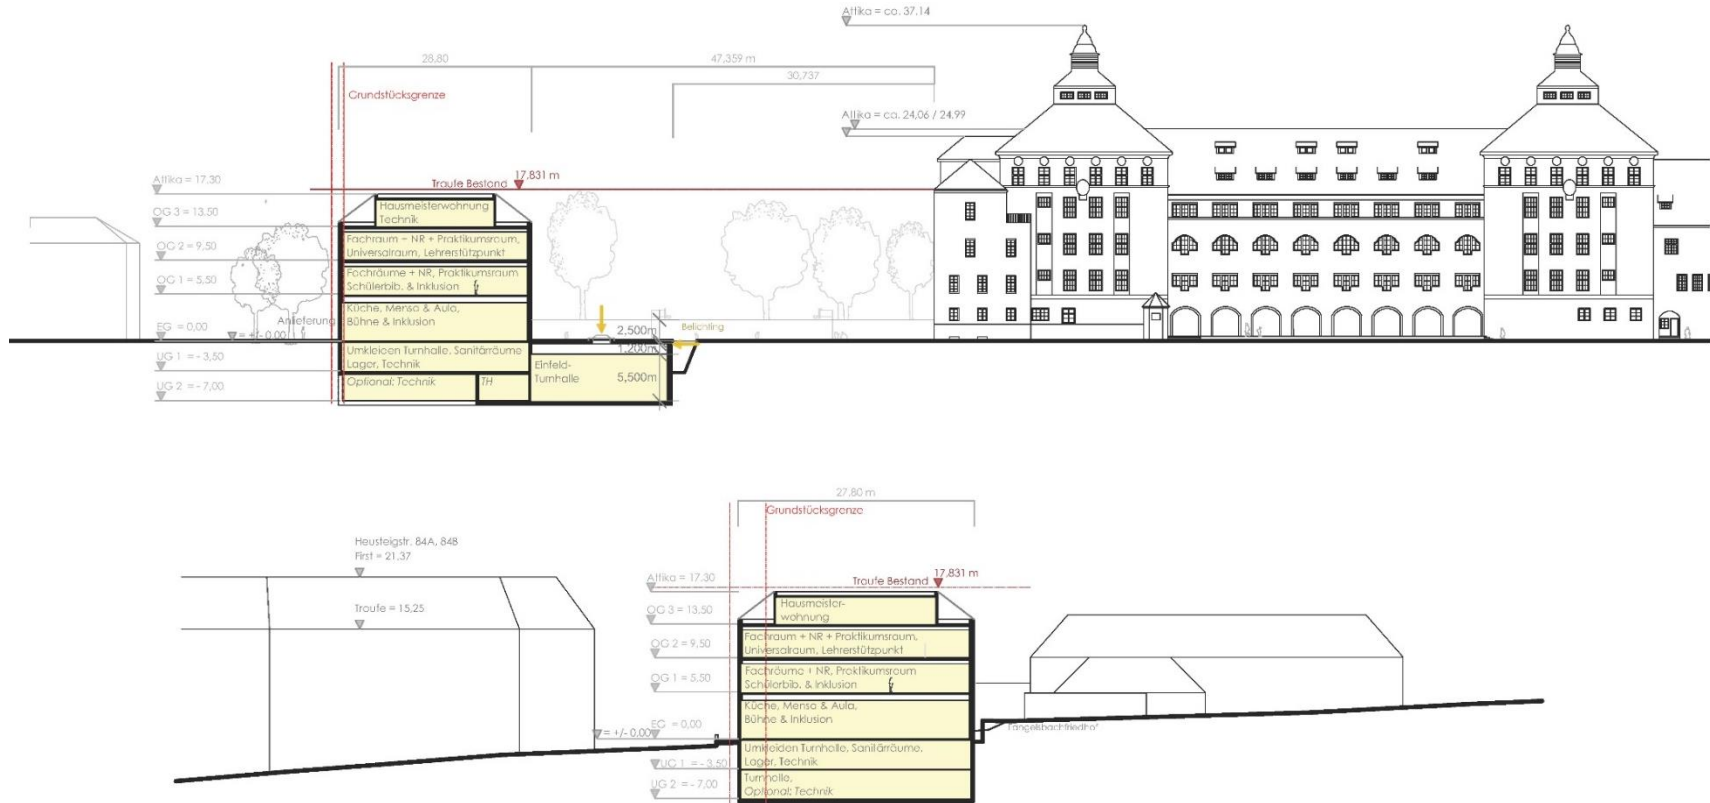 Attika = ca. 37.14
28,80
47,359 m
30,737
Grundstücksgrenze
Attika = ca. 24,06 / 24,99
17.831 m
Traufe Bestand
Attika = 17.30
Hausmeisterwohnung
Technik
OG 3 = 13,50
Fachraum + NR + Praktikumsraum,
Universalraum, Lehrerstützpunkt
OG 2 = 9,50
Fachräume + NR, Praktikumsraum
Schülerbib. & Inklusion
OG 1 = 5,50
Küche, Mensa & Aula,
Bühne & Inklusion
Anlieferung
EG = 0,00
= +/- 0.00
2,500m
Belichtung
1,200m
Umkleiden Turnhalle, Sanitärräume
Lager, Technik
UG 1 = - 3,50
Einfeld-
Turnhalle
5,500m
Optional: Technik
TH
UG 2 = - 7,00
27.80 m
Grundstücksgrenze
Heusteigstr. 84A, 84B
First = 21.37
Traufe = 15,25
Attika = 17.30
Traufe Bestand
17.831 m
Hausmeister-
wohnung
OG 3 = 13,50
Fachraum + NR + Praktikumsraum,
Universalraum, Lehrerstützpunkt
OG 2 = 9,50
Fachräume + NR, Praktikumsraum
Schülerbib. & Inklusion
OG 1 = 5,50
Küche, Mensa & Aula,
Bühne & Inklusion
EG = 0,00
= +/- 0.00
Fangelsbachfriedhof
Umkleiden Turnhalle, Sanitärräume,
Lager, Technik
UG 1 = - 3,50
Turnhalle,
Optional: Technik
UG 2 = - 7,00